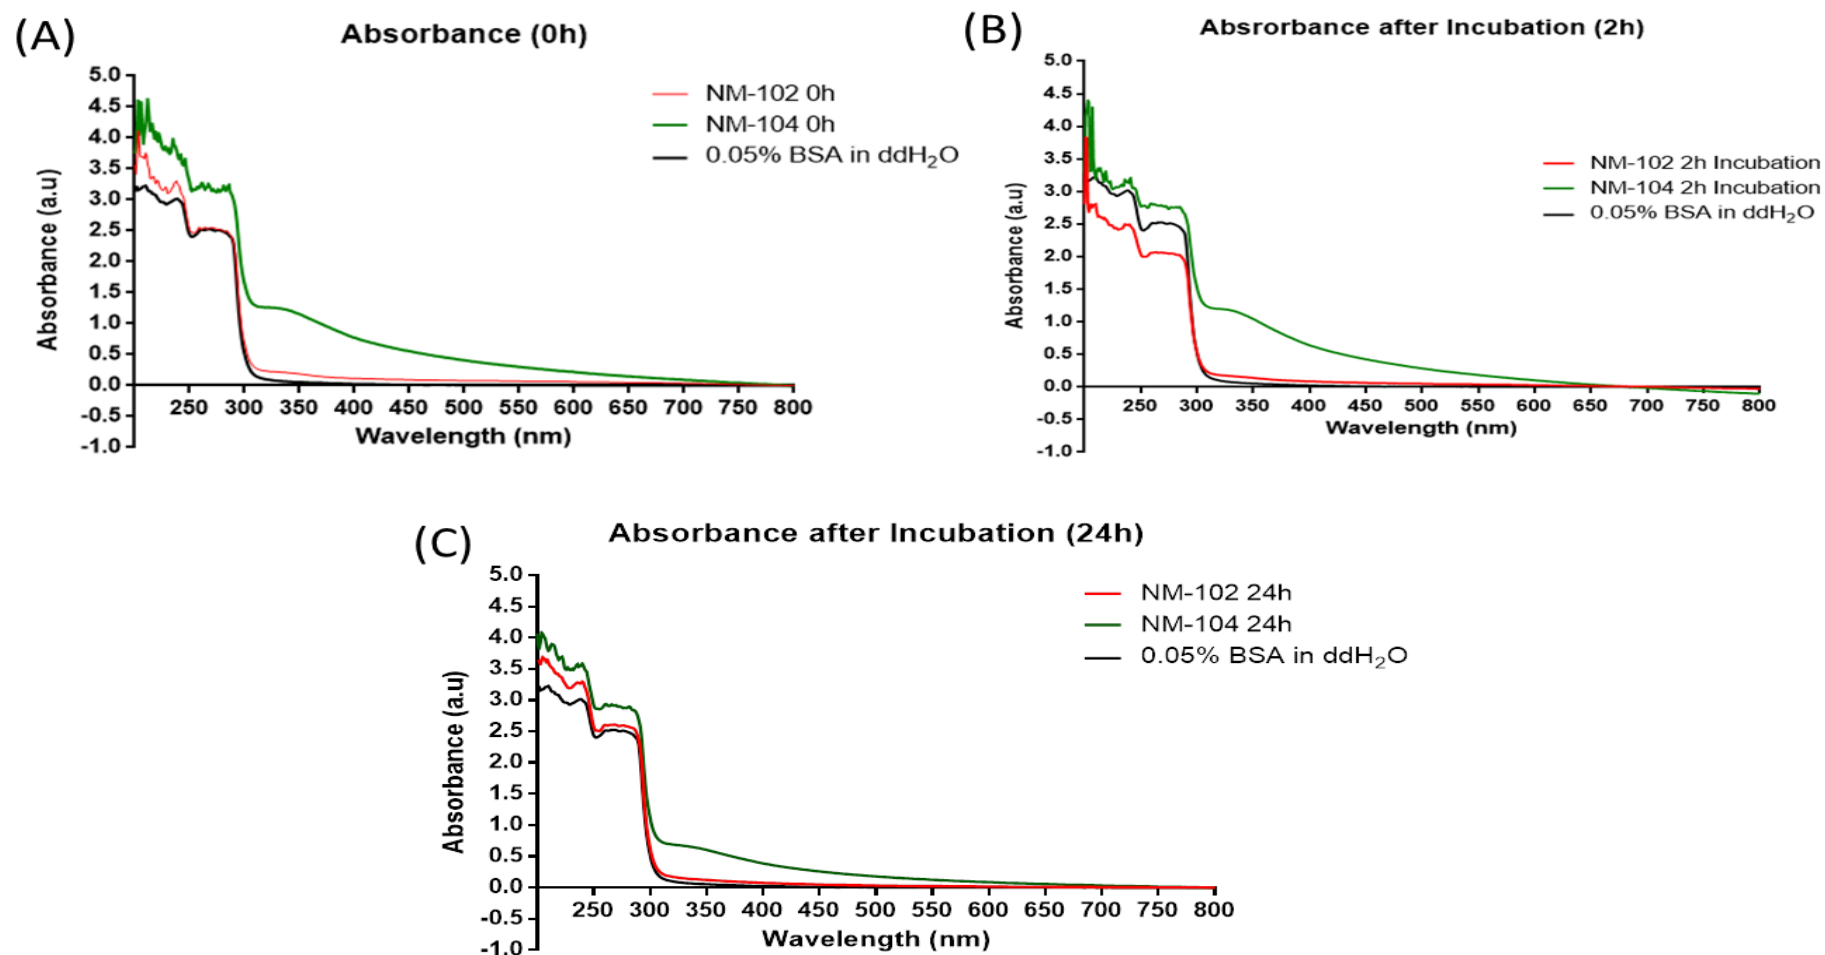 (A)
Absorbance (0h)
5.0
4.5
4.0
3.5
3.0
2.5
2.0
1.5
1.0
0.5
0.0
-0.5
-1.0
Absorbance (a.u)
250 300 350 400 450 500 550 600 650 700 750 800
Wavelength (nm)
NM-102 0h
NM-104 0h
0.05% BSA in ddH₂O
(B)
Absrorbance after Incubation (2h)
5.0
4.5
4.0
3.5
3.0
2.5
2.0
1.5
1.0
0.5
0.0
-0.5
-1.0
Absorbance (a.u)
250 300 350 400 450 500 550 600 650 700 750 800
Wavelength (nm)
NM-102 2h Incubation
NM-104 2h Incubation
0.05% BSA in ddH₂O
(C)
Absorbance after Incubation (24h)
5.0
4.5
4.0
3.5
3.0
2.5
2.0
1.5
1.0
0.5
0.0
-0.5
-1.0
Absorbance (a.u)
250 300 350 400 450 500 550 600 650 700 750 800
Wavelength (nm)
NM-102 24h
NM-104 24h
0.05% BSA in ddH₂O